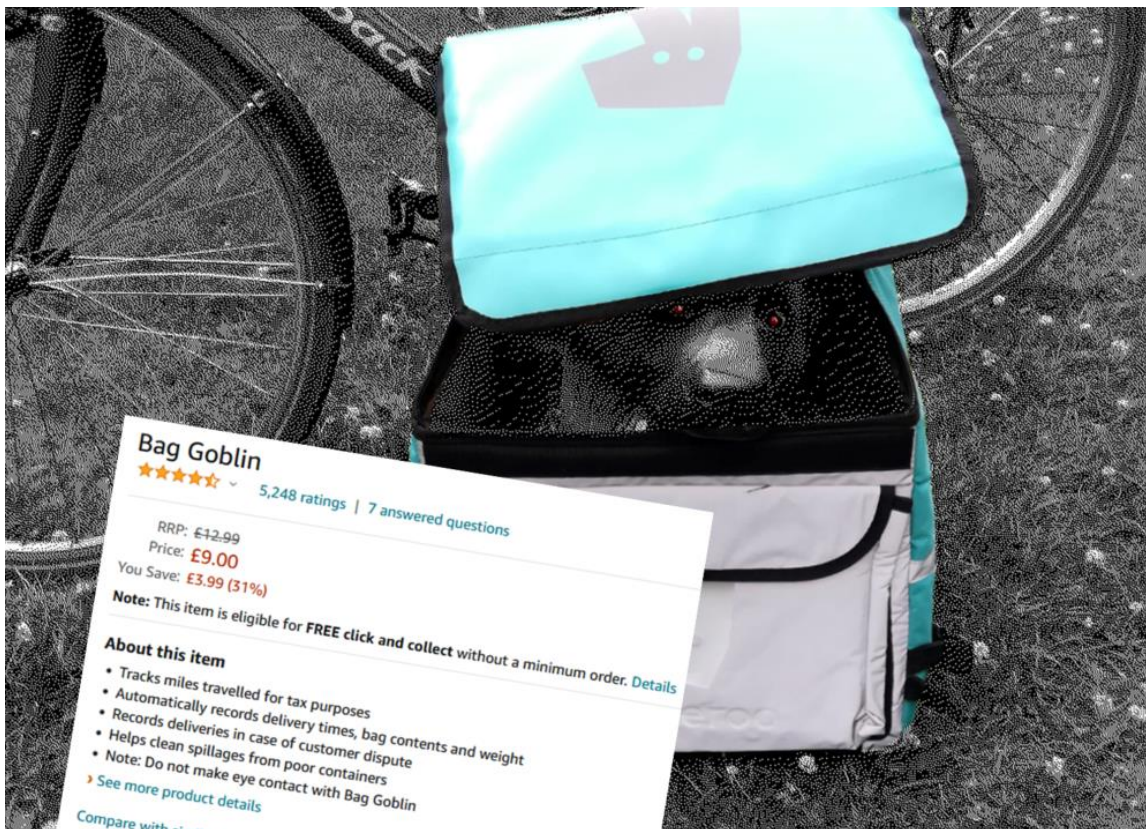 pack
Bag Goblin
5,248 ratings | 7 answered questions
RRP: £12.99
Price: £9.00
You Save: £3.99 (31%)
Note: This item is eligible for FREE click and collect without a minimum order. Details
About this item
• Tracks miles travelled for tax purposes
• Automatically records delivery times, bag contents and weight
• Records deliveries in case of customer dispute
• Helps clean spillages from poor containers
• Note: Do not make eye contact with Bag Goblin
› See more product details
Compare with